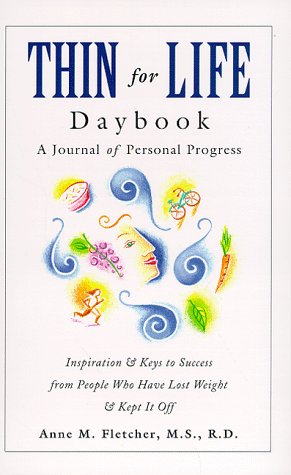 THIN for LIFE
Daybook
A Journal of Personal Progress
Inspiration & Keys to Success
from People Who Have Lost Weight
& Kept It Off
Anne M. Fletcher, M.S., R.D.